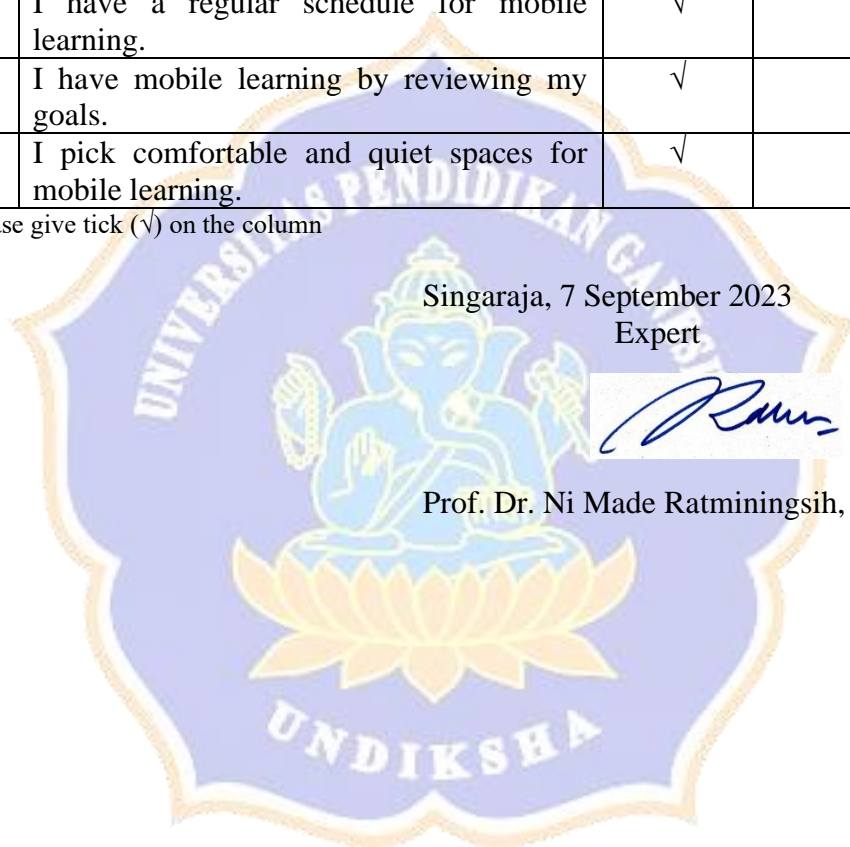 I have a regular schedule for mobile √
learning.
I have mobile learning by reviewing my √
goals.
I pick comfortable and quiet spaces for √
mobile learning.
ase give tick (√) on the column
UNIVERSITAS PENDIDIKAN GANESH
Singaraja, 7 September 2023
Expert
Prof. Dr. Ni Made Ratminingsih,
UNDIKSHA